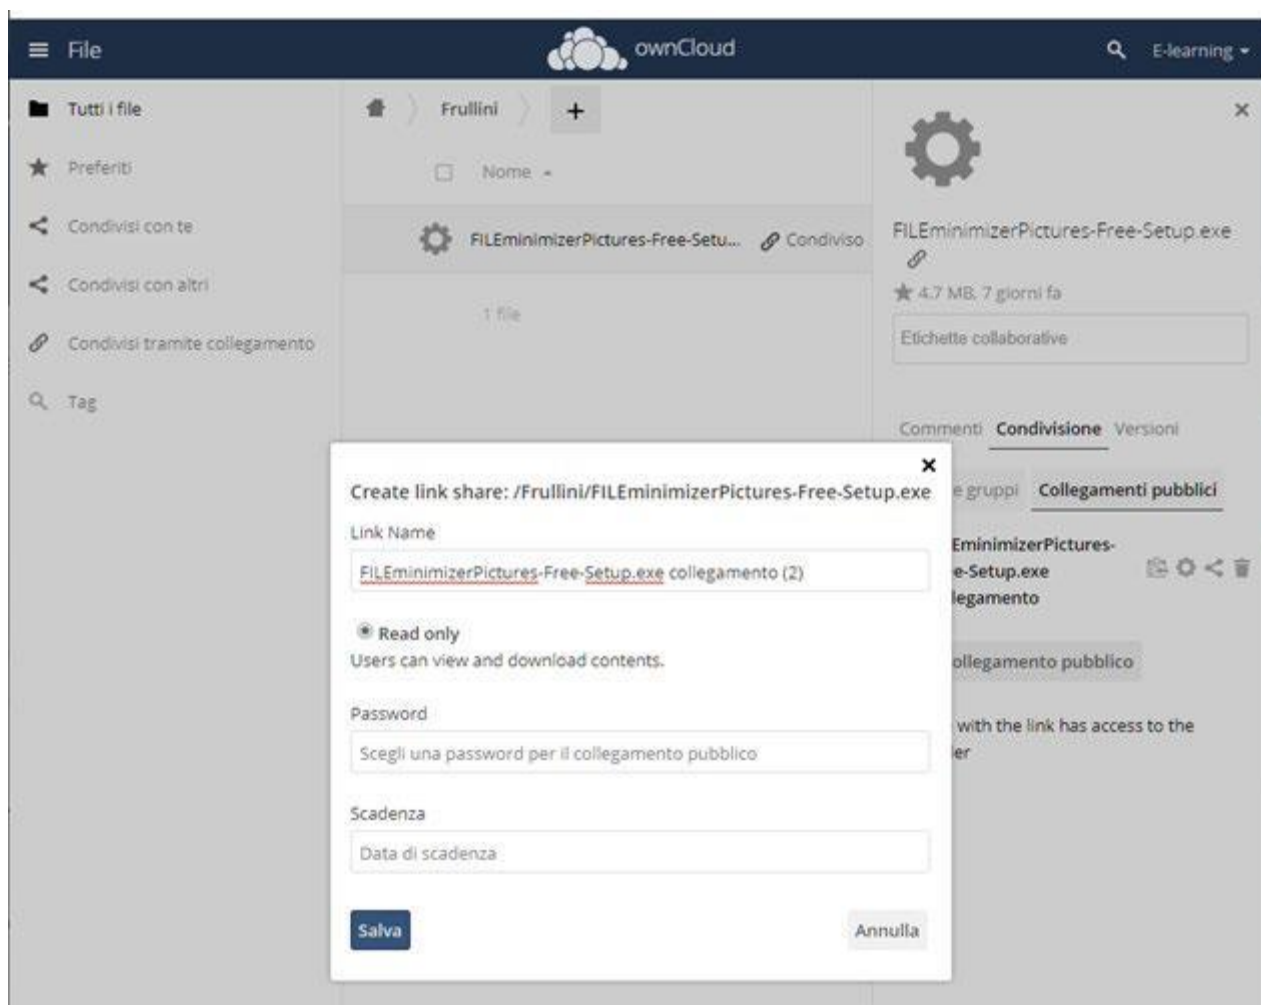 File
ownCloud
E-learning
Tutti i file
Preferiti
Condivisi con te
Condivisi con altri
Condivisi tramite collegamento
Tag
Frullini
+
Nome
FILEminimizerPictures-Free-Setu...
Condiviso
1 file
FILEminimizerPictures-Free-Setup.exe
4.7 MB, 7 giorni fa
Etichette collaborative
Commenti Condivisione Versioni
e gruppi Collegamenti pubblici
EminimizerPictures-
e-Setup.exe
legamento
ollegamento pubblico
with the link has access to the
er
Create link share: /Frullini/FILEminimizerPictures-Free-Setup.exe
Link Name
FILEminimizerPictures-Free-Setup.exe collegamento (2)
Read only
Users can view and download contents.
Password
Scegli una password per il collegamento pubblico
Scadenza
Data di scadenza
Salva
Annulla